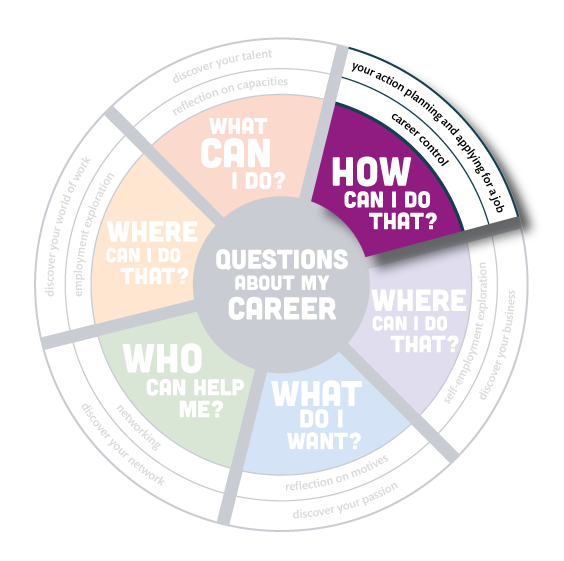 discover your talent
reflection on capacities
WHAT
CAN
I DO?
your action planning and applying for a job
career control
HOW
CAN I DO
THAT?
discover your world of work
employment exploration
WHERE
CAN I DO
THAT?
QUESTIONS
ABOUT MY
CAREER
WHERE
CAN I DO
THAT?
self-employment exploration
discover your business
WHO
CAN HELP
ME?
networking
discover your network
WHAT
DO I
WANT?
reflection on motives
discover your passion